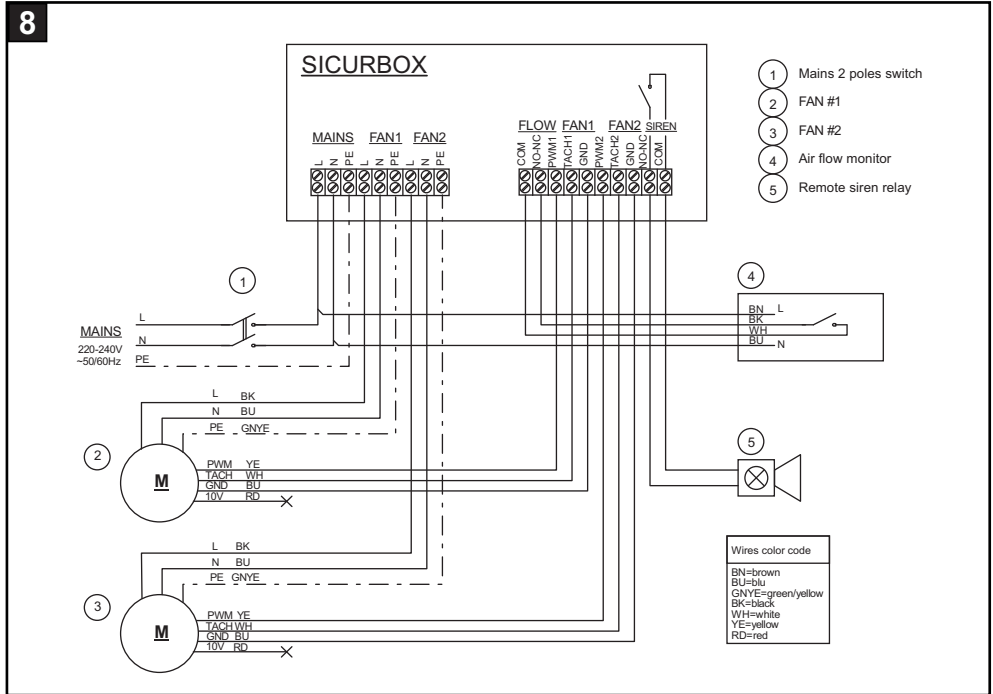 8
SICURBOX
MAINS FAN1 FAN2
L N PE L N PE L N PE
FLOW FAN1 FAN2 SIREN
COM NO-NC PWM1 TACH1 GND PWM2 TACH2 GND NO-NC COM
1 Mains 2 poles switch
2 FAN #1
3 FAN #2
4 Air flow monitor
5 Remote siren relay
1
MAINS
220-240V
~50/60Hz
L
N
PE
4
BN L
BK
WH
BU N
L BK
N BU
PE GNYE
2
M
PWM YE
TACH WH
GND BU
10V RD
5
L BK
N BU
PE GNYE
3
M
PWM YE
TACH WH
GND BU
10V RD
Wires color code
BN=brown
BU=blu
GNYE=green/yellow
BK=black
WH=white
YE=yellow
RD=red